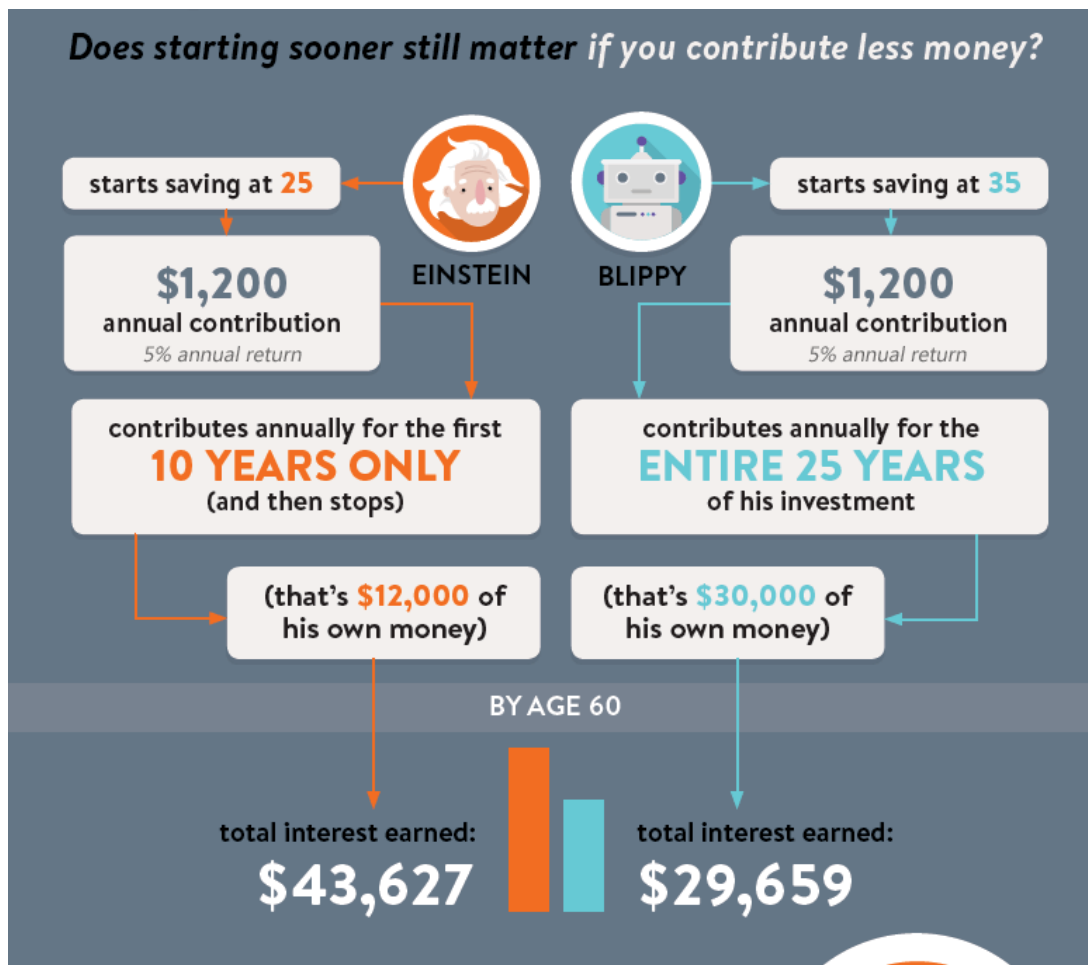 Does starting sooner still matter if you contribute less money?
starts saving at 25
EINSTEIN
$1,200
annual contribution
5% annual return
contributes annually for the first
10 YEARS ONLY
(and then stops)
(that's $12,000 of
his own money)
BLIPPY
starts saving at 35
$1,200
annual contribution
5% annual return
contributes annually for the
ENTIRE 25 YEARS
of his investment
(that's $30,000 of
his own money)
BY AGE 60
total interest earned:
$43,627
total interest earned:
$29,659